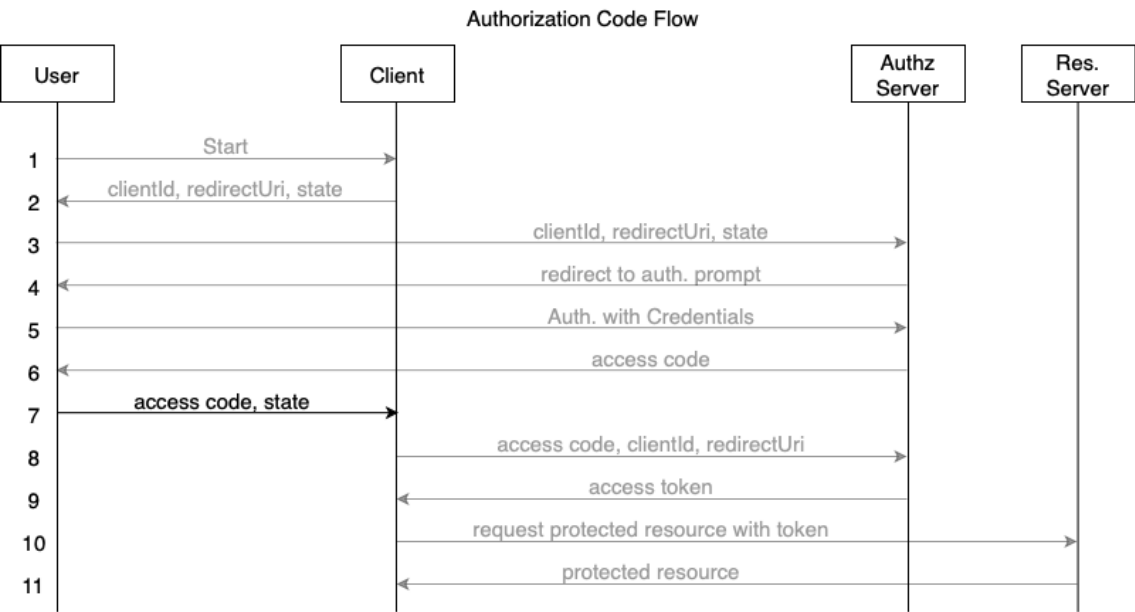 Authorization Code Flow
User
Client
Authz
Server
Res.
Server
1
Start
2
clientId, redirectUri, state
3
clientId, redirectUri, state
4
redirect to auth. prompt
5
Auth. with Credentials
6
access code
7
access code, state
8
access code, clientId, redirectUri
9
access token
10
request protected resource with token
11
protected resource